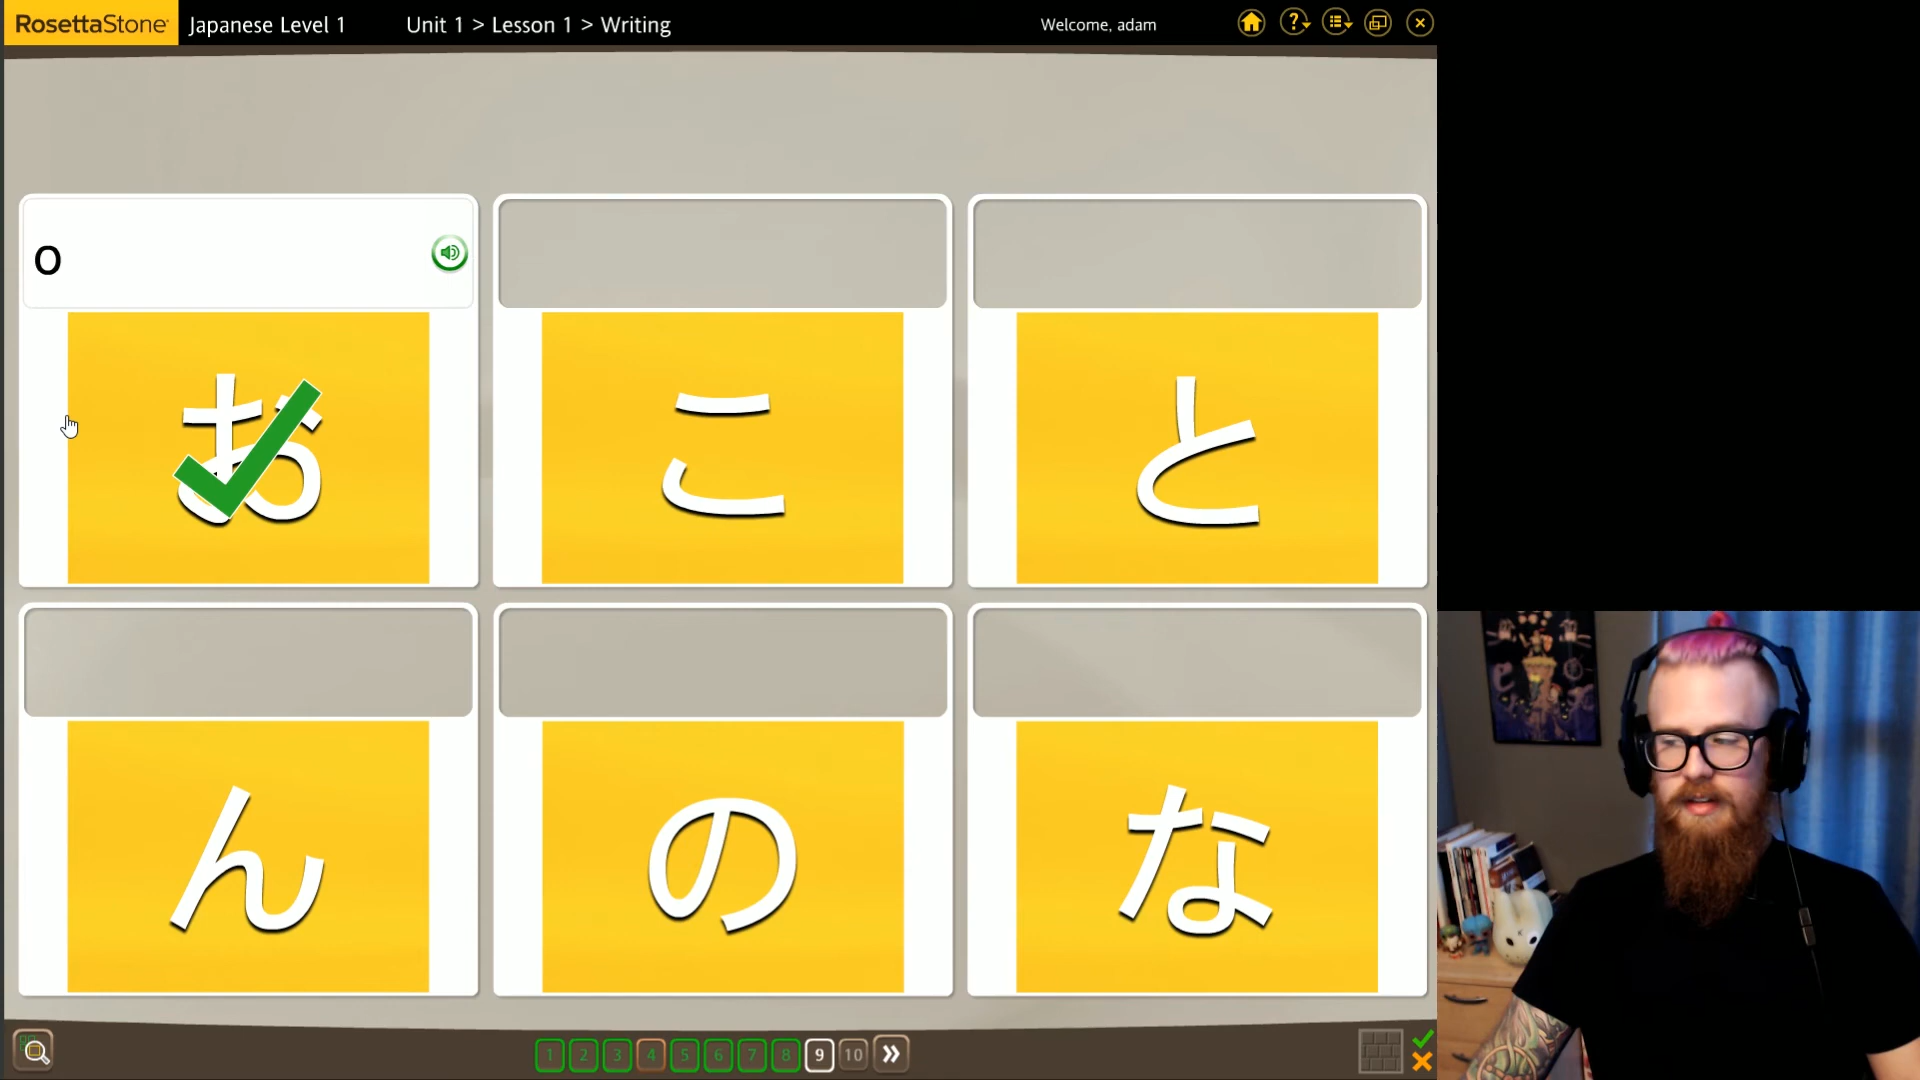 RosettaStone Japanese Level 1 Unit 1 > Lesson 1 > Writing Welcome, adam
o
お こ と
ん の な
1 2 3 4 5 6 7 8 9 10